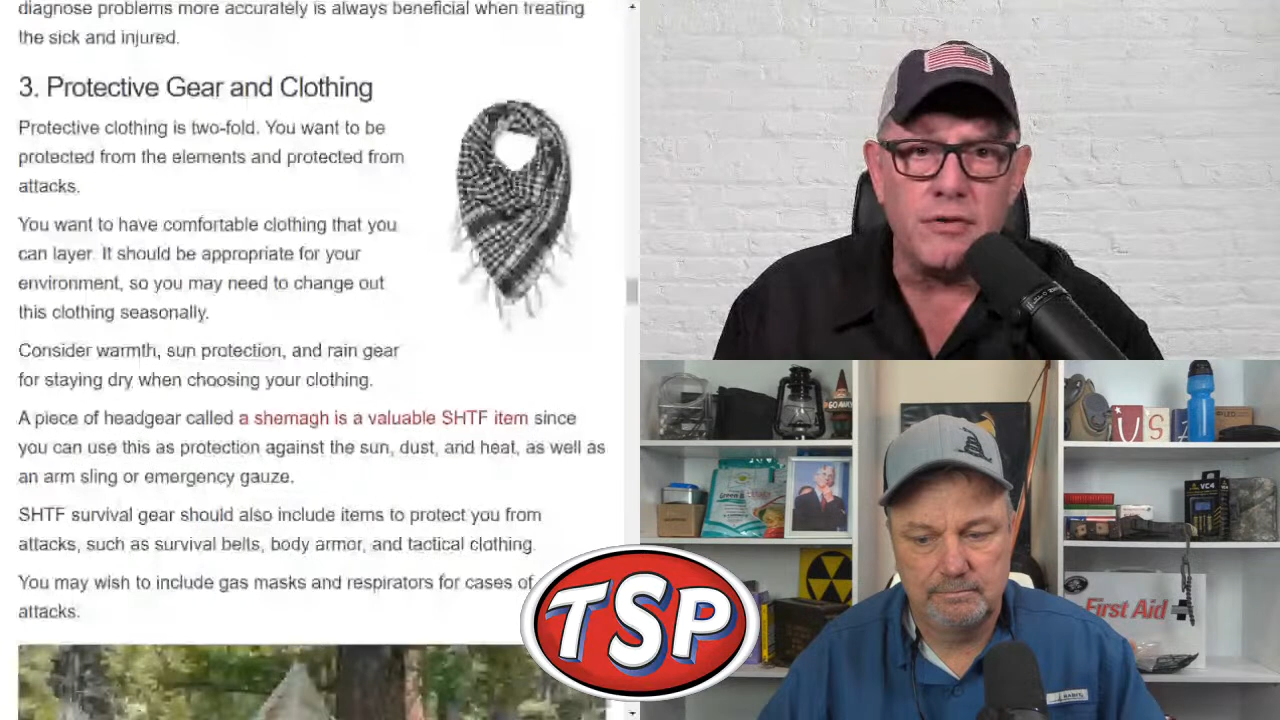 diagnose problems more accurately is always beneficial when treating
the sick and injured.
3. Protective Gear and Clothing
Protective clothing is two-fold. You want to be
protected from the elements and protected from
attacks.
You want to have comfortable clothing that you
can layer. It should be appropriate for your
environment, so you may need to change out
this clothing seasonally.
Consider warmth, sun protection, and rain gear
for staying dry when choosing your clothing.
A piece of headgear called a shemagh is a valuable SHTF item since
you can use this as protection against the sun, dust, and heat, as well as
an arm sling or emergency gauze.
SHTF survival gear should also include items to protect you from
attacks, such as survival belts, body armor, and tactical clothing.
You may wish to include gas masks and respirators for cases of
attacks.
TSP
GO AWAY
U S
LED
VC4
First Aid